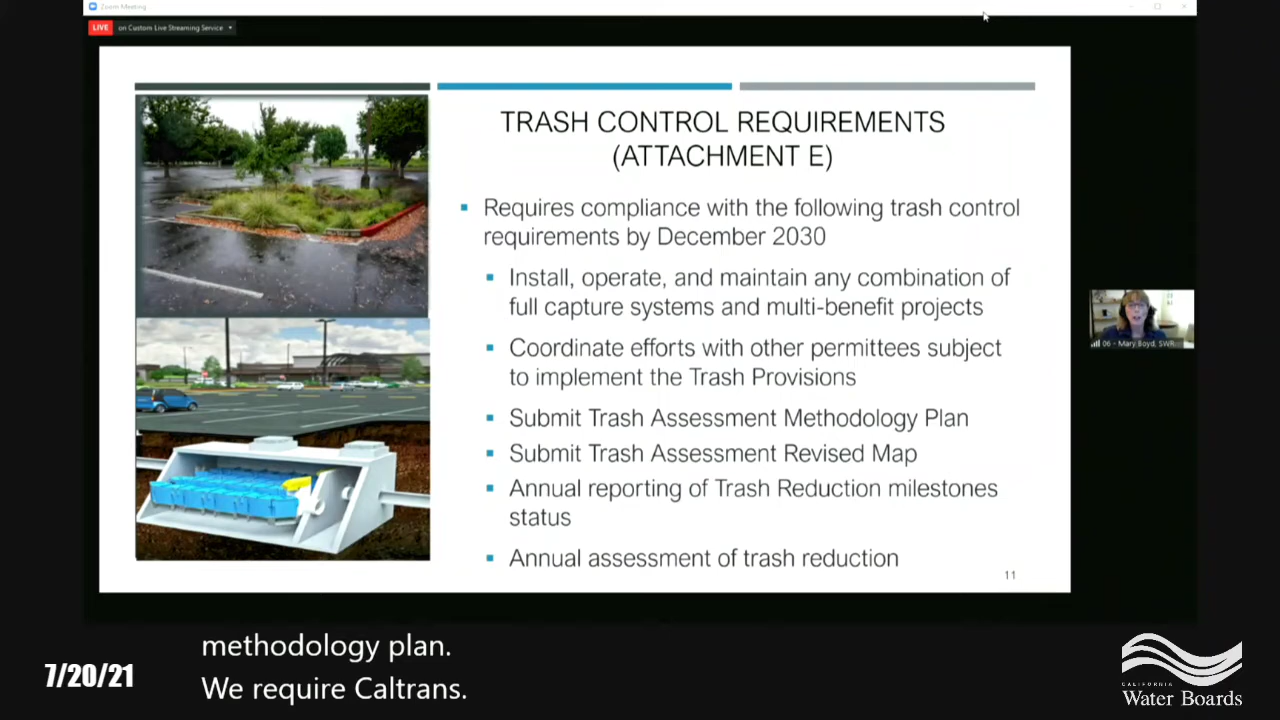 Zoom Meeting
LIVE on Custom Live Streaming Service
TRASH CONTROL REQUIREMENTS
(ATTACHMENT E)
Requires compliance with the following trash control
requirements by December 2030
Install, operate, and maintain any combination of
full capture systems and multi-benefit projects
Coordinate efforts with other permittees subject
to implement the Trash Provisions
Submit Trash Assessment Methodology Plan
Submit Trash Assessment Revised Map
Annual reporting of Trash Reduction milestones
status
Annual assessment of trash reduction
11
06 - Mary Boyd, SWR
methodology plan.
We require Caltrans.
7/20/21
CALIFORNIA
Water Boards